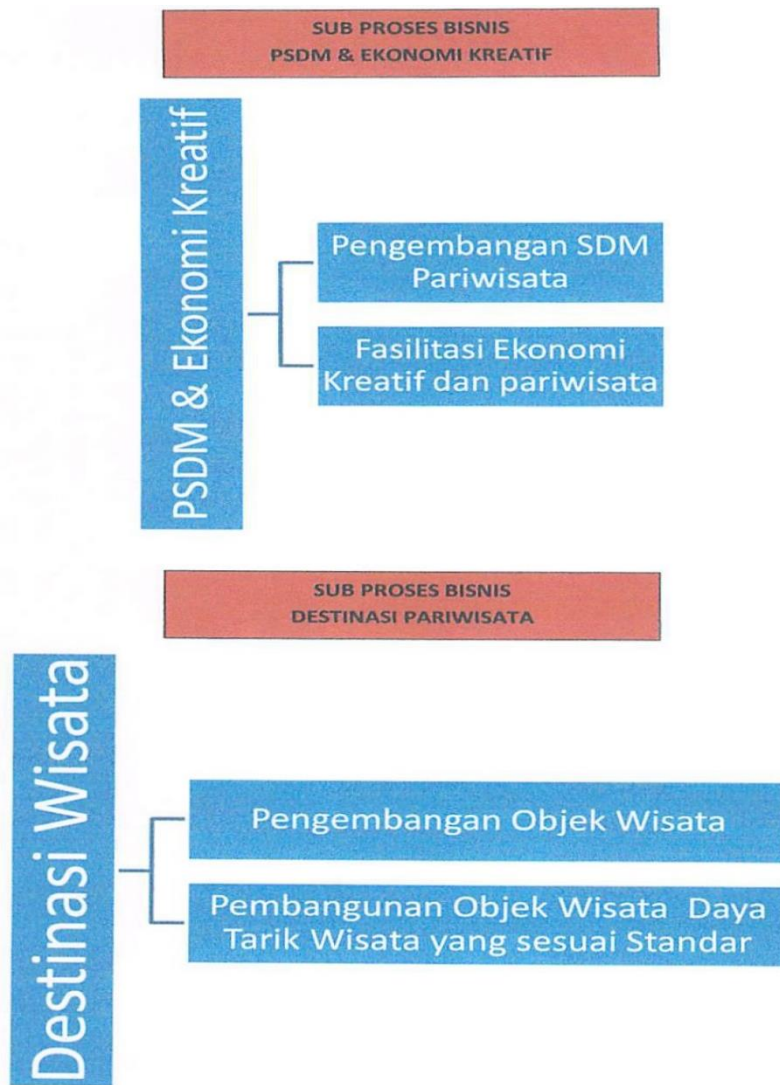 SUB PROSES BISNIS
PSDM & EKONOMI KREATIF
PSDM & Ekonomi Kreatif
Pengembangan SDM
Pariwisata
Fasilitasi Ekonomi
Kreatif dan pariwisata
SUB PROSES BISNIS
DESTINASI PARIWISATA
Destinasi Wisata
Pengembangan Objek Wisata
Pembangunan Objek Wisata  Daya
Tarik Wisata yang sesuai Standar